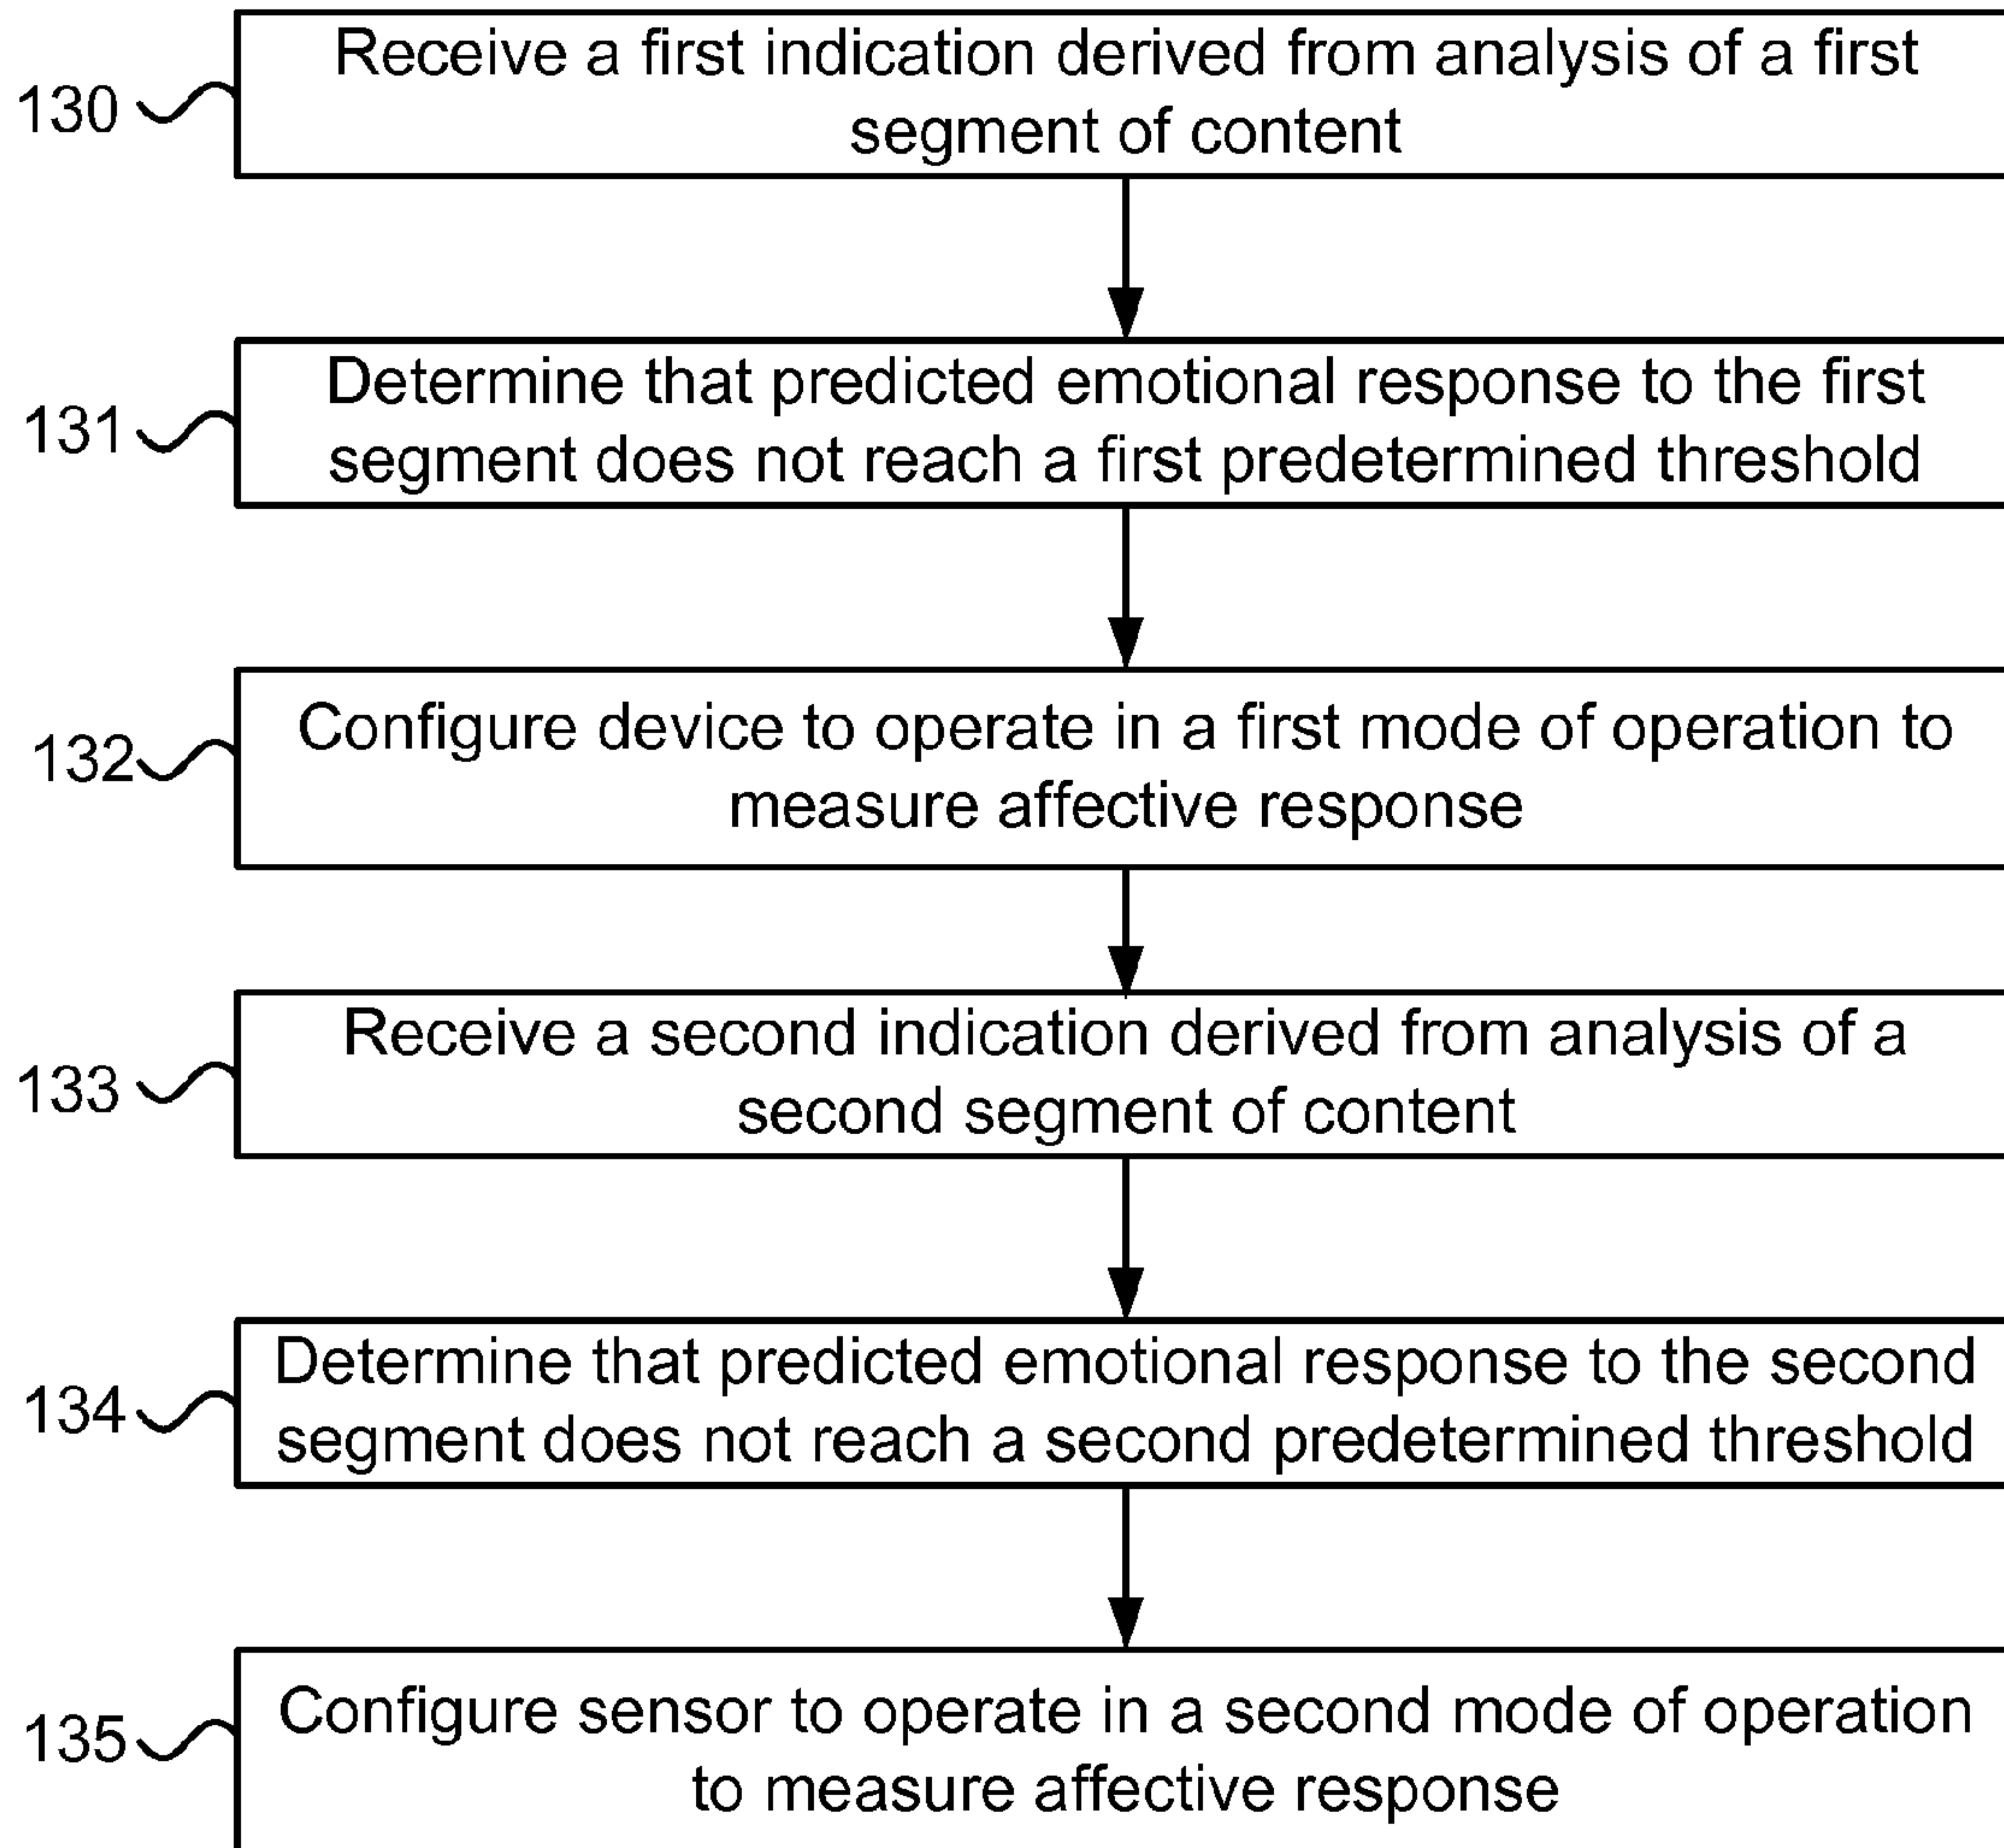 Receive a first indication derived from analysis of a first
130
segment of content
Determine that predicted emotional response to the first
131
segment does not reach a first predetermined threshold
Configure device to operate in a first mode of operation to
132
measure affective response
Receive a second indication derived from analysis of a
133
second segment of content
Determine that predicted emotional response to the second
134
segment does not reach a second predetermined threshold
Configure sensor to operate in a second mode of operation
135
to measure affective response